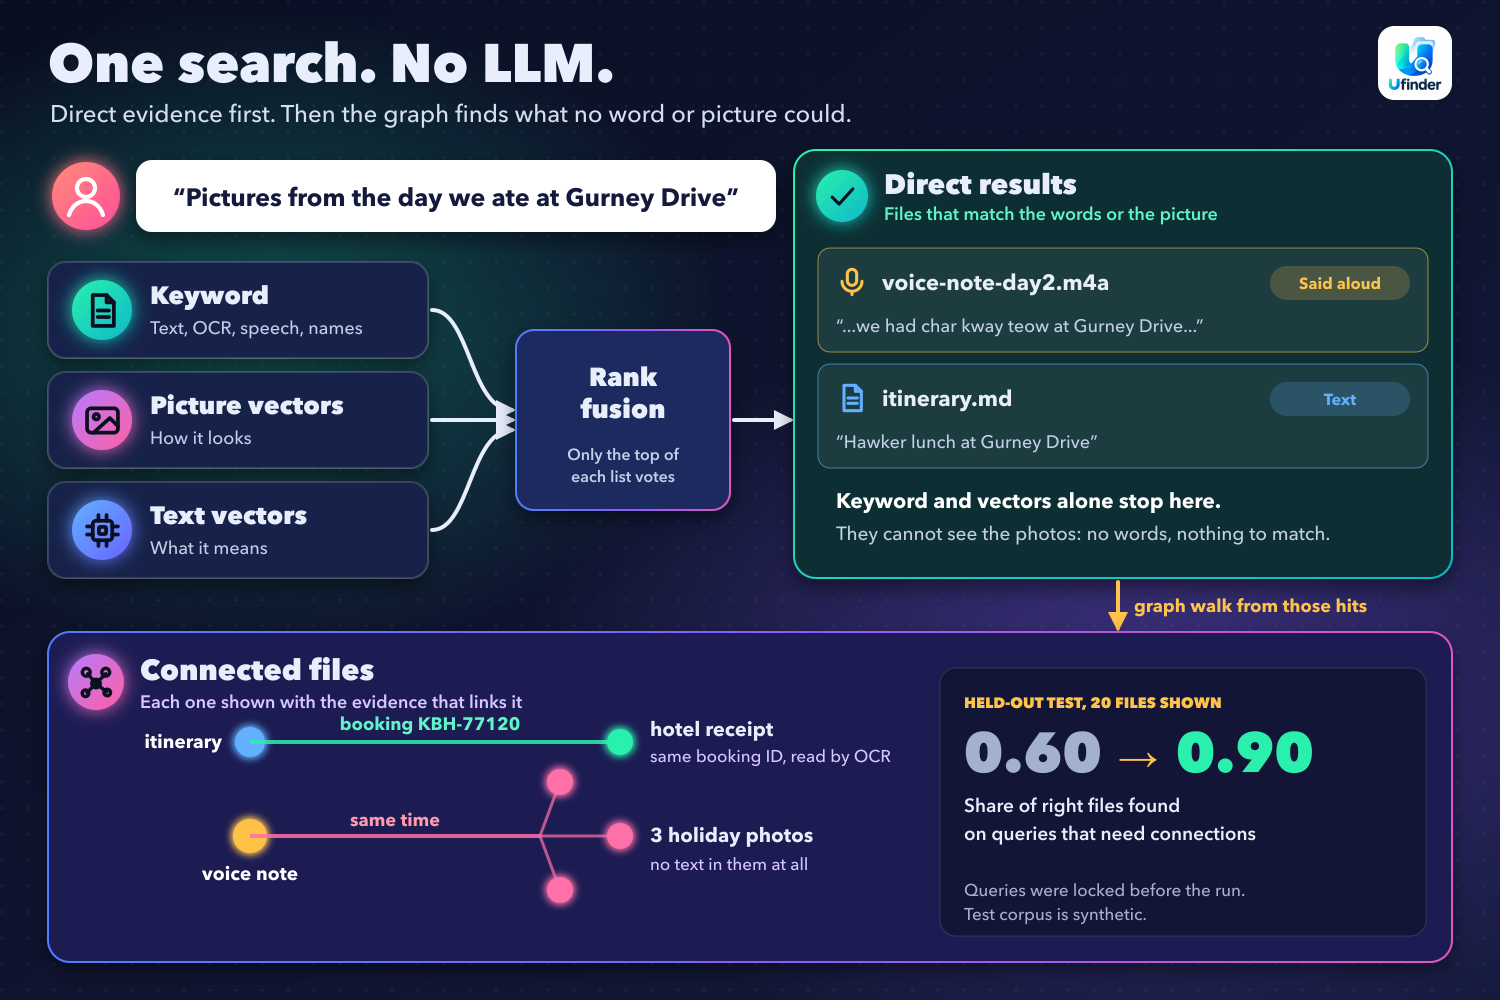 One search. No LLM.
Direct evidence first. Then the graph finds what no word or picture could.
Ufinder
“Pictures from the day we ate at Gurney Drive”
Keyword
Text, OCR, speech, names
Picture vectors
How it looks
Text vectors
What it means
Rank
fusion
Only the top of
each list votes
Direct results
Files that match the words or the picture
voice-note-day2.m4a
Said aloud
“...we had char kway teow at Gurney Drive...”
itinerary.md
Text
“Hawker lunch at Gurney Drive”
Keyword and vectors alone stop here.
They cannot see the photos: no words, nothing to match.
graph walk from those hits
Connected files
Each one shown with the evidence that links it
booking KBH-77120
itinerary
hotel receipt
same booking ID, read by OCR
same time
voice note
3 holiday photos
no text in them at all
HELD-OUT TEST, 20 FILES SHOWN
0.60 → 0.90
Share of right files found
on queries that need connections
Queries were locked before the run.
Test corpus is synthetic.